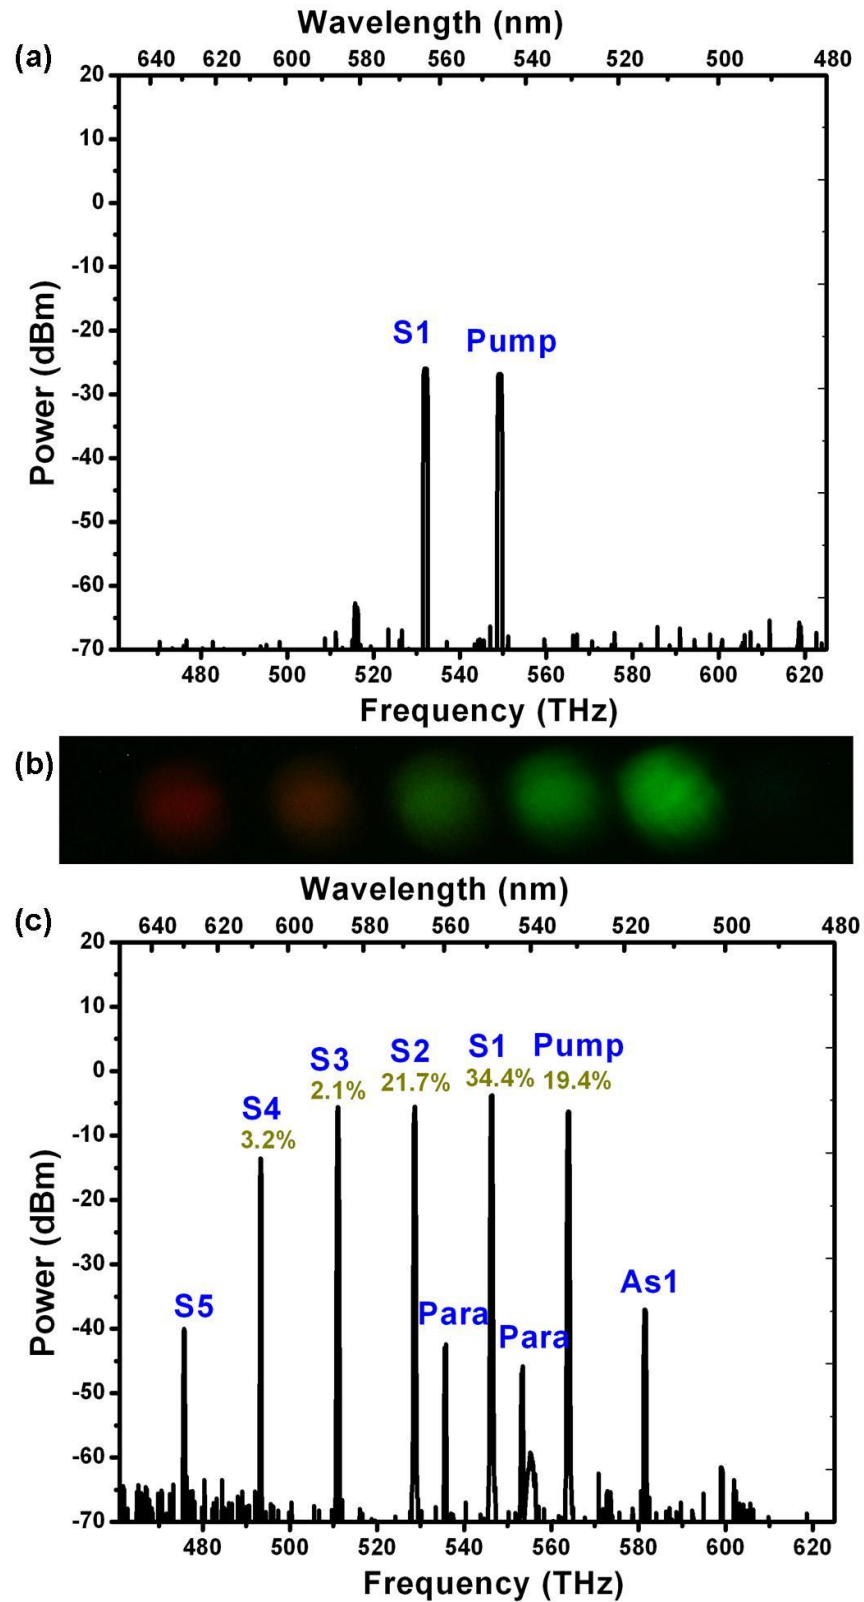 Wavelength (nm)
(a)
640 620 600 580 560 540 520 500 480
20
10
0
-10
-20
-30
-40
-50
-60
-70
Power (dBm)
S1
Pump
480 500 520 540 560 580 600 620
Frequency (THz)
(b)
Wavelength (nm)
(c)
640 620 600 580 560 540 520 500 480
20
10
0
-10
-20
-30
-40
-50
-60
-70
Power (dBm)
S5
S4
3.2%
S3
2.1%
S2
21.7%
Para
S1
34.4%
Para
Pump
19.4%
As1
480 500 520 540 560 580 600 620
Frequency (THz)